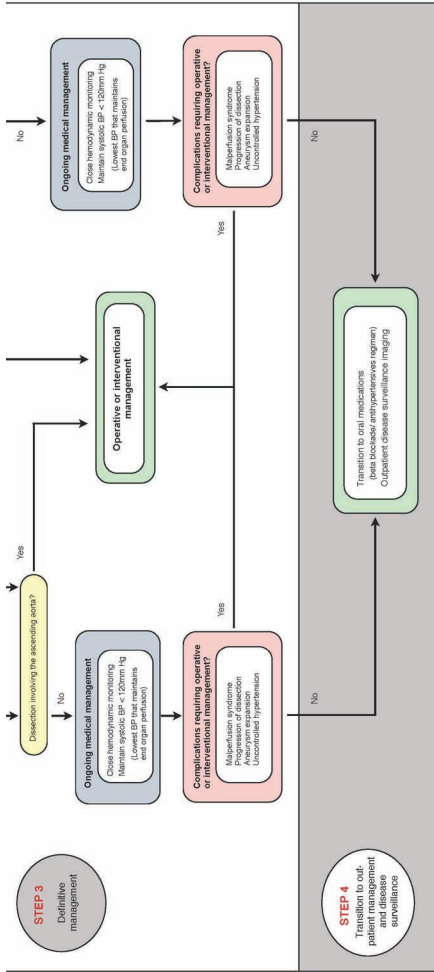 STEP 3
Definitive
management
Dissection involving the ascending aorta?
Yes
No
No
Ongoing medical management
Close hemodynamic monitoring
Maintain systolic BP < 120mm Hg
(Lowest BP that maintains
end organ perfusion)
Operative or interventional
management
Ongoing medical management
Close hemodynamic monitoring
Maintain systolic BP < 120mm Hg
(Lowest BP that maintains
end organ perfusion)
Complications requiring operative
or interventional management?
Malperfusion syndrome
Progression of dissection
Aneurysm expansion
Uncontrolled hypertension
Yes
Yes
Complications requiring operative
or interventional management?
Malperfusion syndrome
Progression of dissection
Aneurysm expansion
Uncontrolled hypertension
No
No
STEP 4
Transition to out-
patient management
and disease
surveillance
Transition to oral medications
(beta blockade/ antihypertensives regimen)
Outpatient disease surveillance imaging